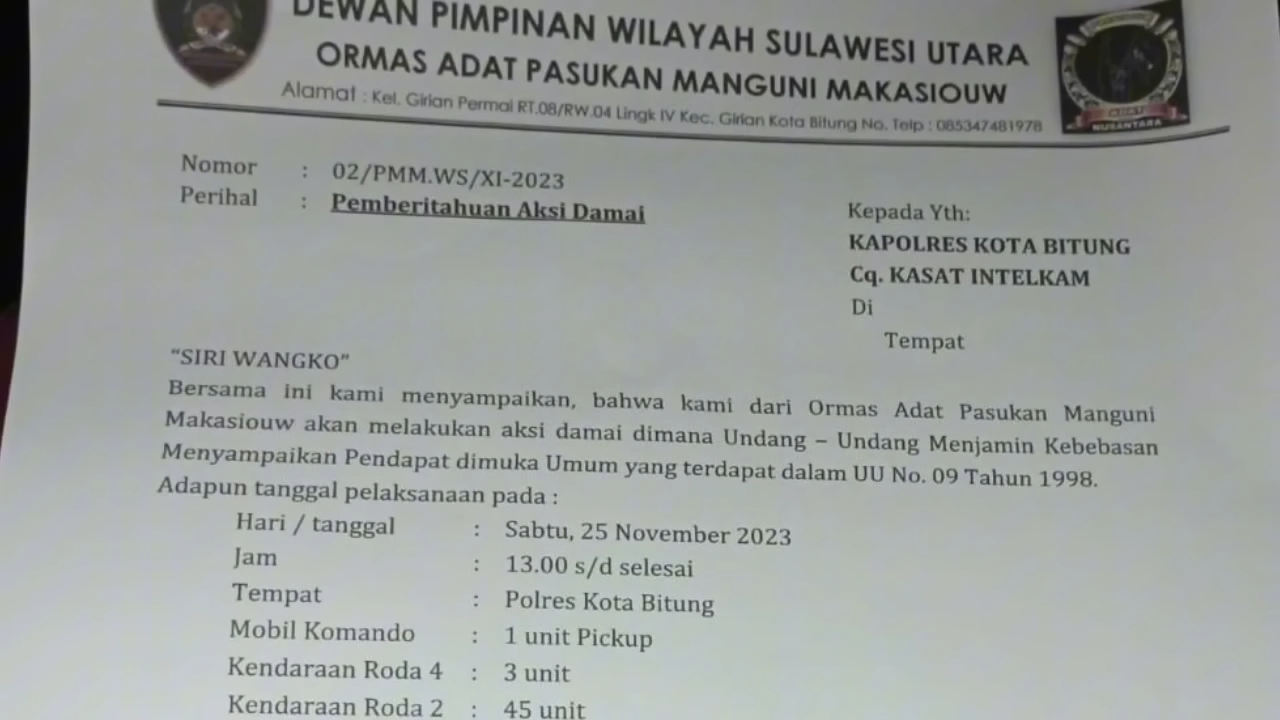 DEWAN PIMPINAN WILAYAH SULAWESI UTARA
ORMAS ADAT PASUKAN MANGUNI MAKASIOUW
Alamat : Kel. Girian Permai RT.08/RW.04 Lingk IV Kec. Girian Kota Bitung No. Telp : 085347481978
NUSANTARA
Nomor : 02/PMM.WS/XI-2023
Perihal : Pemberitahuan Aksi Damai
Kepada Yth:
KAPOLRES KOTA BITUNG
Cq. KASAT INTELKAM
Di
Tempat
"SIRI WANGKO"
Bersama ini kami menyampaikan, bahwa kami dari Ormas Adat Pasukan Manguni
Makasiouw akan melakukan aksi damai dimana Undang – Undang Menjamin Kebebasan
Menyampaikan Pendapat dimuka Umum yang terdapat dalam UU No. 09 Tahun 1998.
Adapun tanggal pelaksanaan pada :
Hari / tanggal : Sabtu, 25 November 2023
Jam : 13.00 s/d selesai
Tempat : Polres Kota Bitung
Mobil Komando : 1 unit Pickup
Kendaraan Roda 4 : 3 unit
Kendaraan Roda 2 : 45 unit